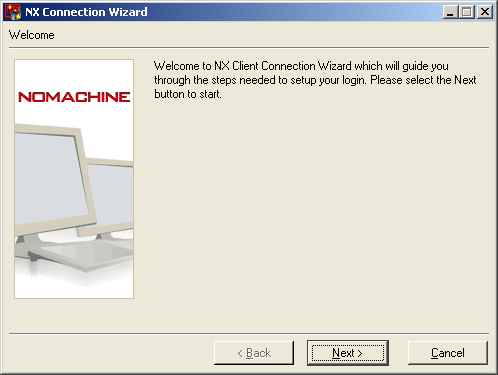 NX Connection Wizard
Welcome
NOMACHINE
Welcome to NX Client Connection Wizard which will guide you
through the steps needed to setup your login. Please select the Next
button to start.
< Back
Next >
Cancel